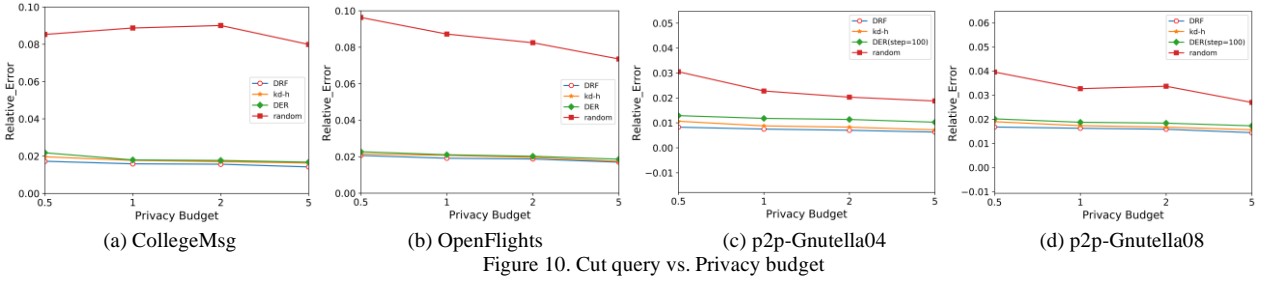 0.10
0.08
0.06
0.04
0.02
0.00
Relative_Error
DRF
kd-h
DER
random
0.5 1 2 5
Privacy Budget
(a) CollegeMsg
0.10
0.08
0.06
0.04
0.02
0.00
Relative_Error
DRF
kd-h
DER
random
0.5 1 2 5
Privacy Budget
(b) OpenFlights
0.05
0.04
0.03
0.02
0.01
0.00
−0.01
Relative_Error
DRF
kd-h
DER(step=100)
random
0.5 1 2 5
Privacy Budget
(c) p2p-Gnutella04
0.06
0.05
0.04
0.03
0.02
0.01
0.00
−0.01
Relative_Error
DRF
kd-h
DER(step=100)
random
0.5 1 2 5
Privacy Budget
(d) p2p-Gnutella08
Figure 10. Cut query vs. Privacy budget